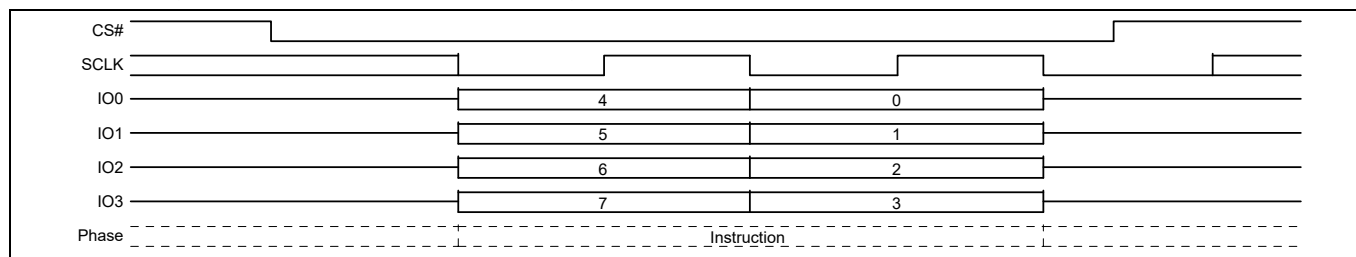 CS#
SCLK
IO0 4 0
IO1 5 1
IO2 6 2
IO3 7 3
Phase Instruction